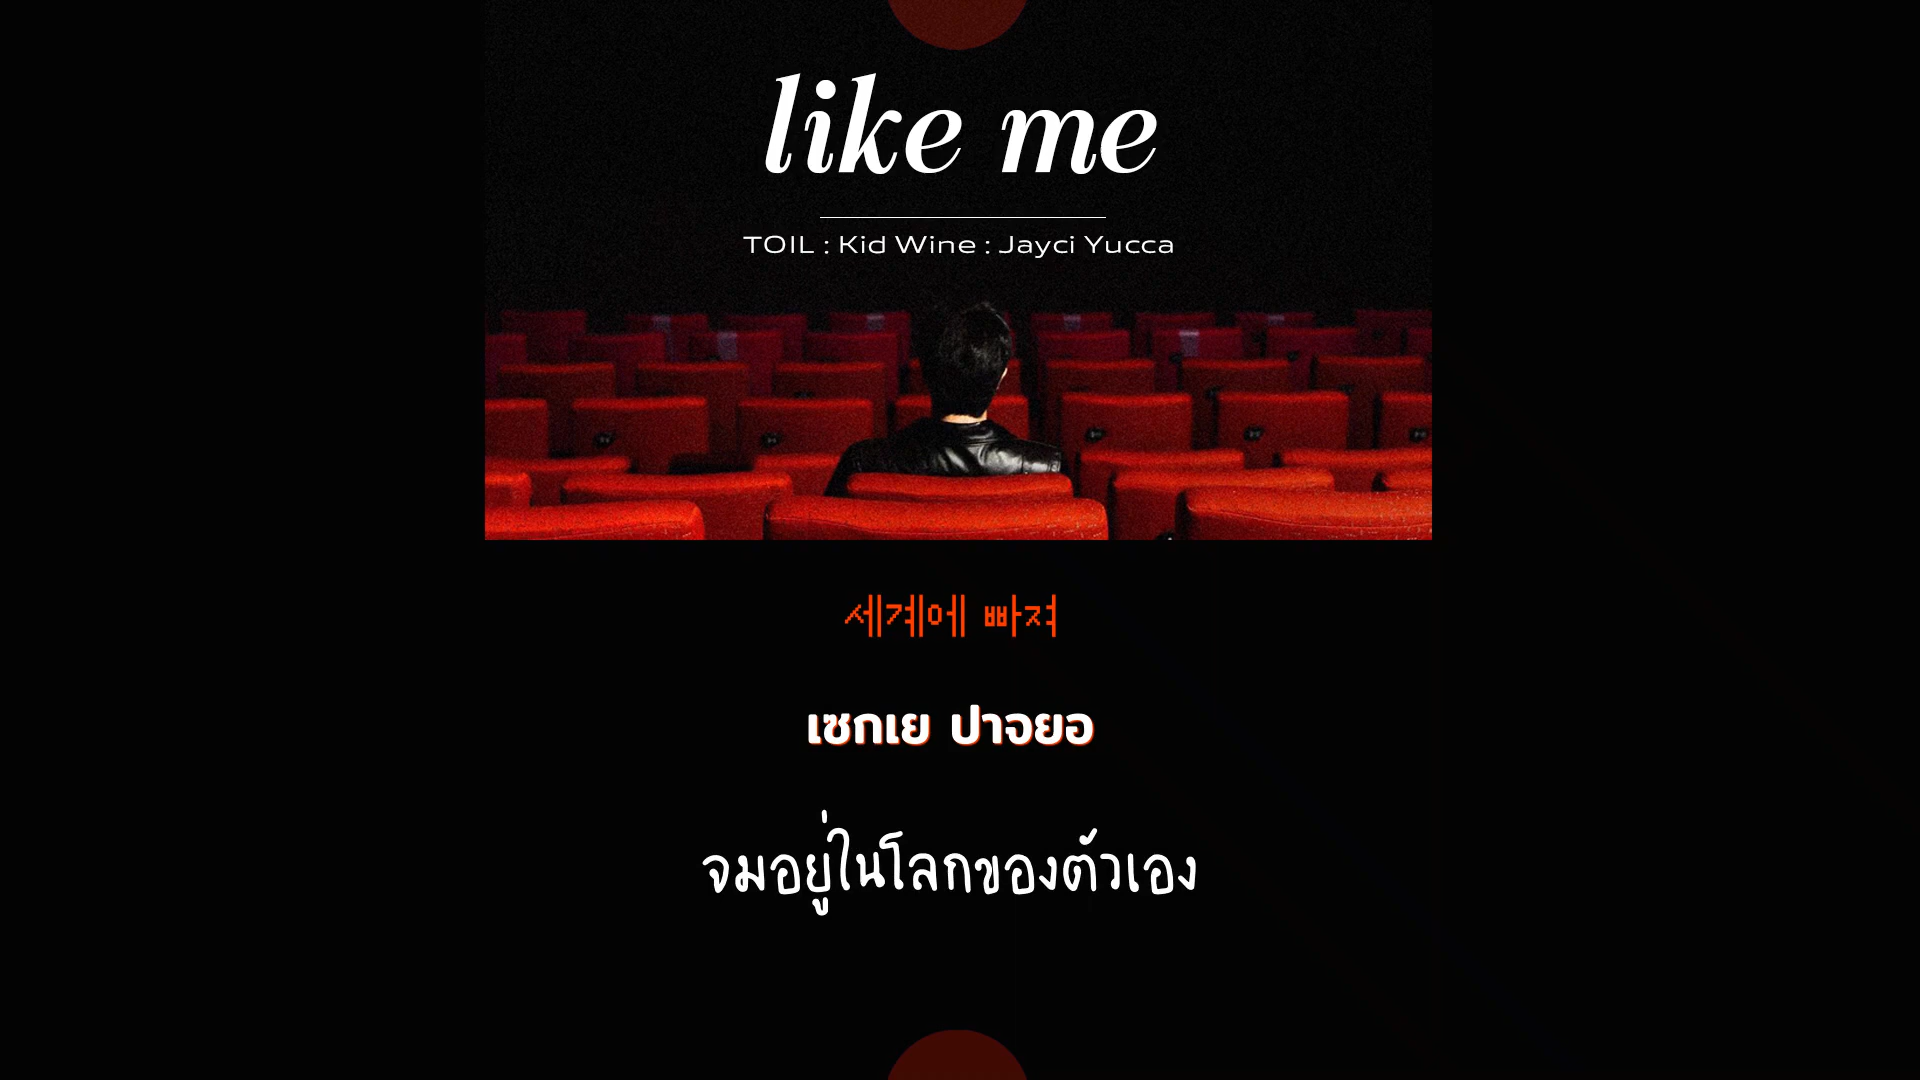 like me
TOIL : Kid Wine : Jayci Yucca
세계에 빠져
เซกเย ปาจยอ
จมอยู่ในโลกของตัวเอง